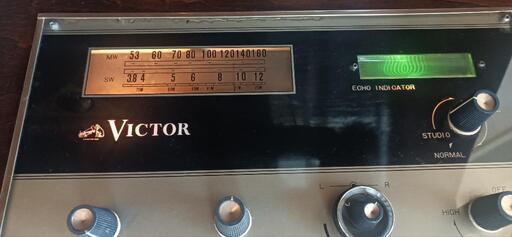 MW 53 60 70 80 100 120 140 160
SW 3.8 4 5 6 8 10 12
ECHO INDICATOR
VICTOR
STUDIO
NORMAL
L R
OFF
HIGH